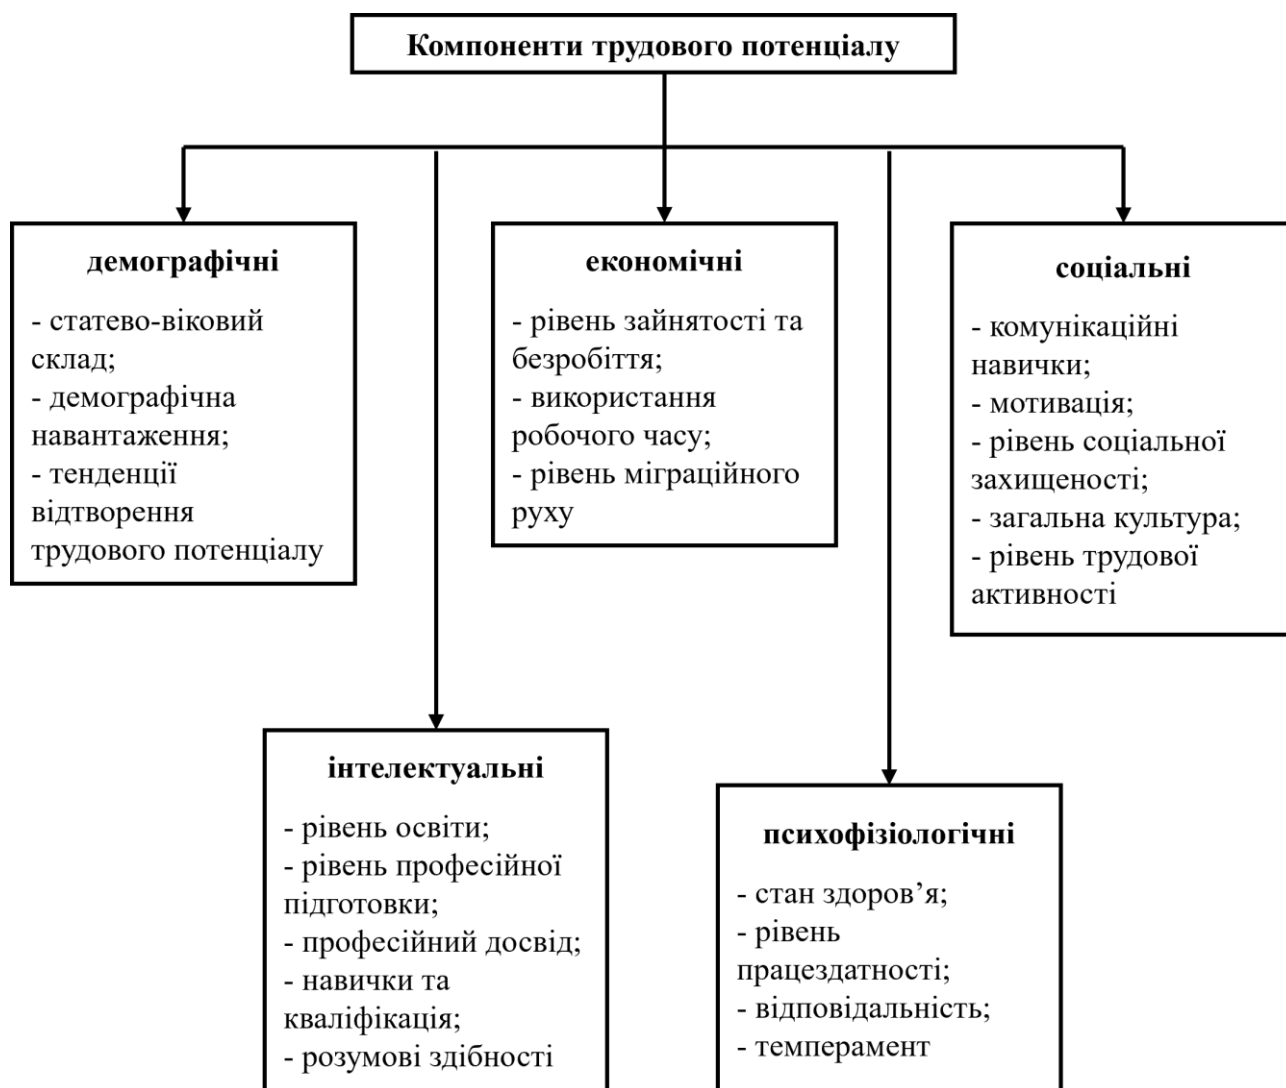 Компоненти трудового потенціалу
демографічні
- статево-віковий
склад;
- демографічна
навантаження;
- тенденції
відтворення
трудового потенціалу
економічні
- рівень зайнятості та
безробіття;
- використання
робочого часу;
- рівень міграційного
руху
соціальні
- комунікаційні
навички;
- мотивація;
- рівень соціальної
захищеності;
- загальна культура;
- рівень трудової
активності
інтелектуальні
- рівень освіти;
- рівень професійної
підготовки;
- професійний досвід;
- навички та
кваліфікація;
- розумові здібності
психофізіологічні
- стан здоров’я;
- рівень
працездатності;
- відповідальність;
- темперамент